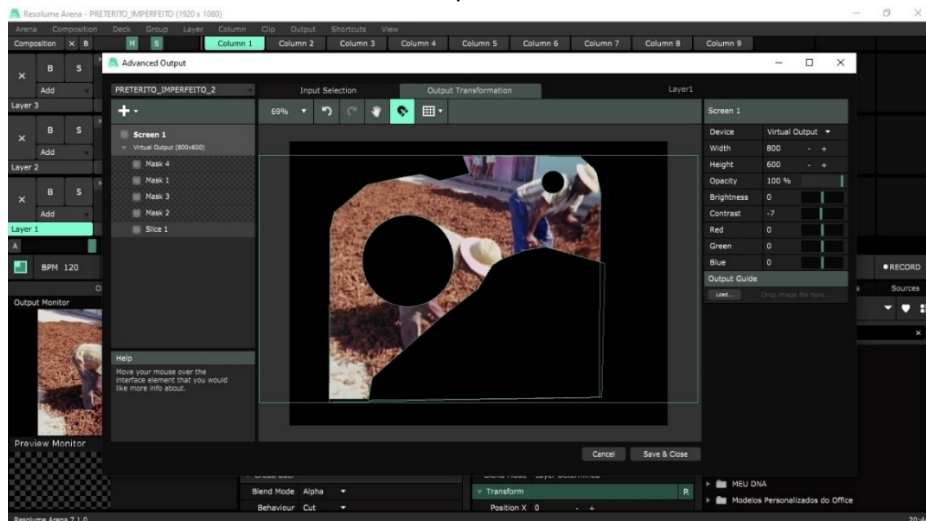 Resolume Arena - PRETERITO_IMPERFEITO (1920 x 1080)
Arena Composition Deck Group Layer Column Clip Output Shortcuts View
Composition X B M S Column 1 Column 2 Column 3 Column 4 Column 5 Column 6 Column 7 Column 8 Column 9
Advanced Output
B S
Add
Layer 3
B S
Add
Layer 2
B S
Add
Layer 1
A
BPM 120
Output Monitor
Preview Monitor
Resolume Arena 7.1.0
PRETERITO_IMPERFEITO_2
Input Selection Output Transformation Layer1
69%
Screen 1
Virtual Output (800x600)
Mask 4
Mask 1
Mask 3
Mask 2
Slice 1
Help
Move your mouse over the
interface element that you would
like more info about.
Screen 1
Device Virtual Output
Width 800 - +
Height 600 - +
Opacity 100 %
Brightness 0
Contrast -7
Red 0
Green 0
Blue 0
Output Guide
Load... Drop image file here.
Cancel Save & Close
RECORD
Sources
Blend Mode Alpha
Behaviour Cut
Transform
Position X 0 - +
MEU DNA
Modelos Personalizados do Office